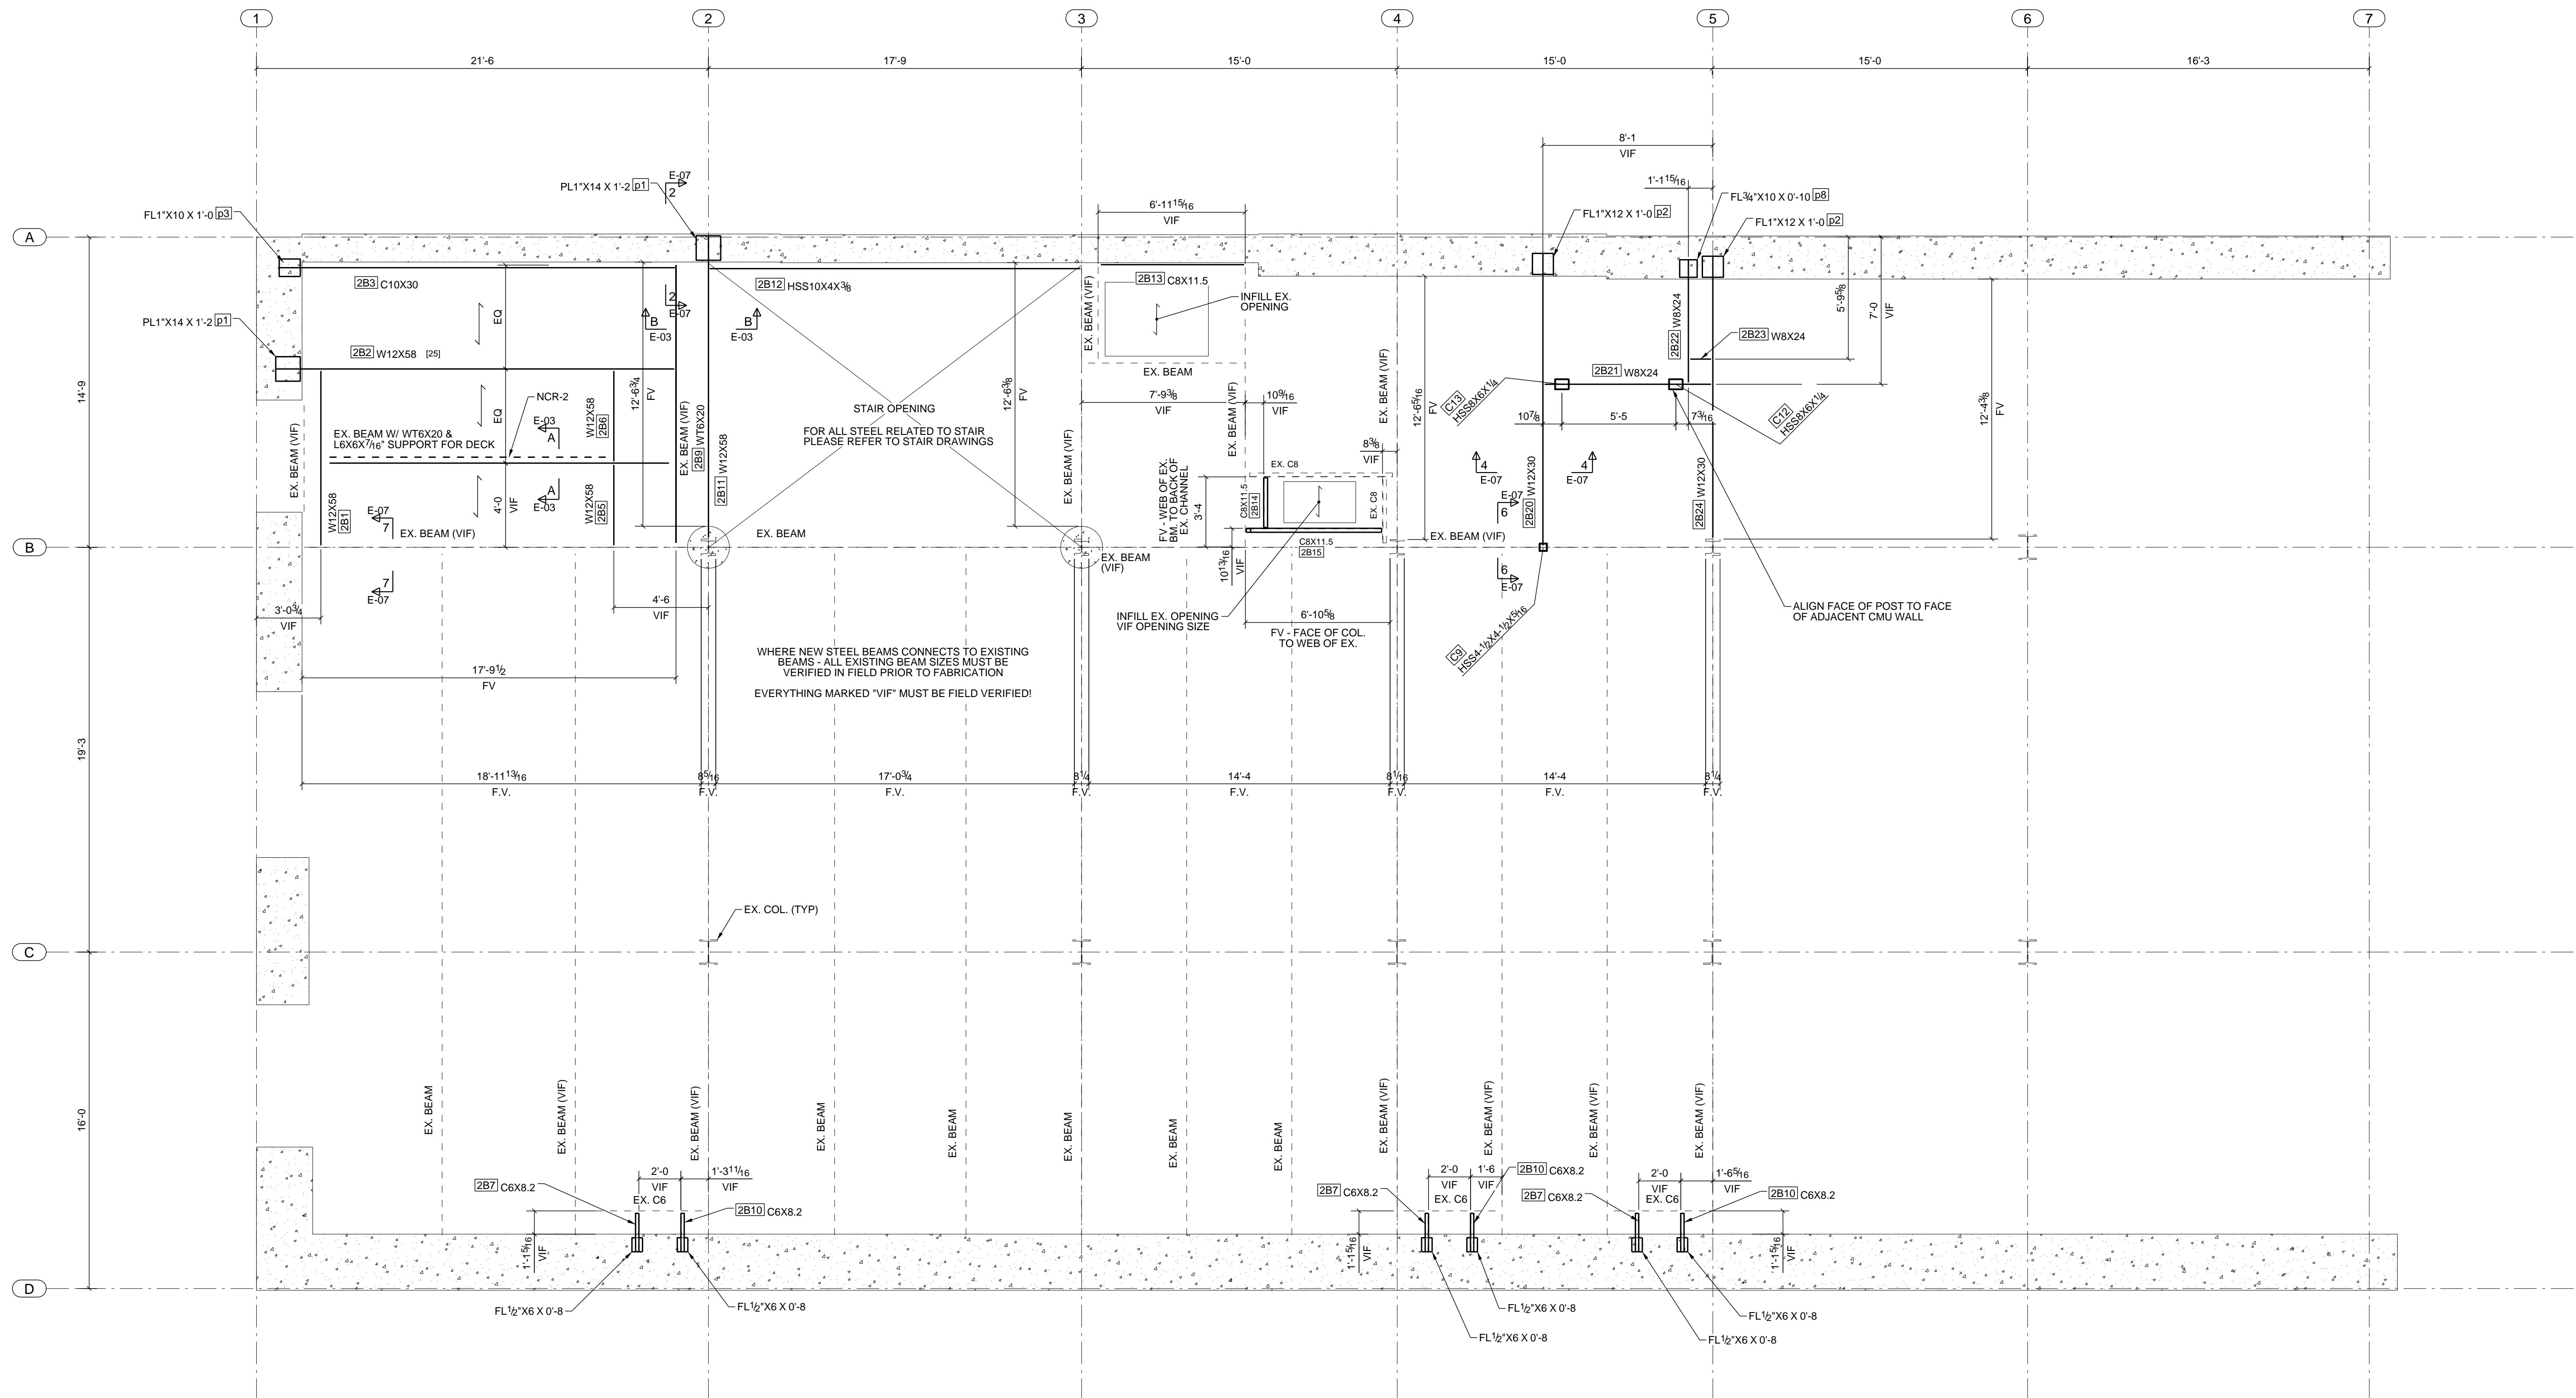 1
2
3
4
5
6
7
21'-6
17'-9
15'-0
15'-0
15'-0
16'-3
A
B
C
D
14'-9
19'-3
16'-0
FL1"X10 X 1'-0 p3
PL1"X14 X 1'-2 p1
PL1"X14 X 1'-2 p1
E-07
2
2
E-07
2B3 C10X30
2B2 W12X58 [25]
EQ
EQ
4'-0
VIF
NCR-2
EX. BEAM W/ WT6X20 &
L6X6X7/16" SUPPORT FOR DECK
EX. BEAM (VIF)
W12X58
2B1
E-03
A
A
E-03
W12X58
2B6
W12X58
2B5
E-07
7
7
E-07
EX. BEAM (VIF)
3'-0 3/4
VIF
4'-6
VIF
17'-9 1/2
FV
12'-6 3/4
FV
B
E-03
B
E-03
EX. BEAM (VIF)
2B9 WT6X20
2B11 W12X58
2B12 HSS10X4X3/8
STAIR OPENING
FOR ALL STEEL RELATED TO STAIR
PLEASE REFER TO STAIR DRAWINGS
12'-6 3/8
FV
EX. BEAM
EX. BEAM (VIF)
EX. BEAM (VIF)
EX. BEAM
(VIF)
6'-11 15/16
VIF
2B13 C8X11.5
INFILL EX.
OPENING
EX. BEAM
7'-9 3/8
VIF
10 9/16
VIF
EX. BEAM (VIF)
EX. BEAM (VIF)
8 3/8
VIF
FV - WEB OF EX.
BM. TO BACK OF
EX. CHANNEL
3'-4
EX. C8
C8X11.5
2B14
EX. C8
C8X11.5
2B15
10 13/16
VIF
INFILL EX. OPENING
VIF OPENING SIZE
6'-10 5/8
FV - FACE OF COL.
TO WEB OF EX.
12'-6 5/16
FV
8'-1
VIF
1'-1 15/16
FL3/4"X10 X 0'-10 p8
FL1"X12 X 1'-0 p2
FL1"X12 X 1'-0 p2
5'-9 5/8
7'-0
VIF
2B22 W8X24
2B23 W8X24
2B21 W8X24
C13
HSS8X6X1/4
C12
HSS8X6X1/4
10 7/8
5'-5
7 3/16
4
E-07
4
E-07
E-07
6
6
E-07
2B20 W12X30
2B24 W12X30
12'-4 3/8
FV
EX. BEAM (VIF)
C9
HSS4-1/2X4-1/2X5/16
ALIGN FACE OF POST TO FACE
OF ADJACENT CMU WALL
WHERE NEW STEEL BEAMS CONNECTS TO EXISTING
BEAMS - ALL EXISTING BEAM SIZES MUST BE
VERIFIED IN FIELD PRIOR TO FABRICATION
EVERYTHING MARKED "VIF" MUST BE FIELD VERIFIED!
18'-11 13/16
F.V.
8 5/16
F.V.
17'-0 3/4
F.V.
8 1/4
F.V.
14'-4
F.V.
8 1/16
F.V.
14'-4
F.V.
8 1/4
F.V.
EX. COL. (TYP)
EX. BEAM
EX. BEAM (VIF)
EX. BEAM (VIF)
EX. BEAM
EX. BEAM
EX. BEAM
EX. BEAM
EX. BEAM
EX. BEAM (VIF)
EX. BEAM (VIF)
EX. BEAM (VIF)
EX. BEAM (VIF)
2'-0
VIF
1'-3 11/16
VIF
EX. C6
2B7 C6X8.2
2B10 C6X8.2
1'-1 5/16
VIF
FL1/2"X6 X 0'-8
FL1/2"X6 X 0'-8
2'-0
VIF
1'-6
VIF
EX. C6
2B7 C6X8.2
2B10 C6X8.2
1'-1 5/16
VIF
FL1/2"X6 X 0'-8
FL1/2"X6 X 0'-8
2'-0
VIF
1'-6 5/16
VIF
EX. C6
2B7 C6X8.2
2B10 C6X8.2
1'-1 5/16
VIF
FL1/2"X6 X 0'-8
FL1/2"X6 X 0'-8